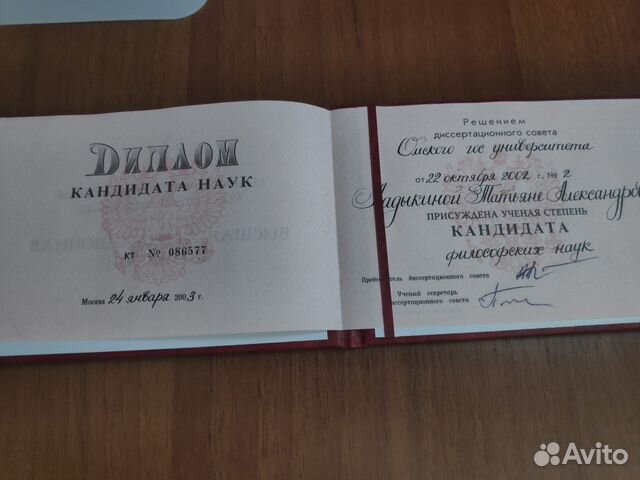 ДИПЛОМ
КАНДИДАТА НАУК
КТ № 086577
Москва 24 января 2003 г.
Решением
диссертационного совета
Омского гос университета
от 22 октября 2002 г. № 2
Ладыкиной Татьяне Александров
ПРИСУЖДЕНА УЧЕНАЯ СТЕПЕНЬ
КАНДИДАТА
философских наук
Председатель диссертационного совета
Ученый секретарь
диссертационного совета
Avito